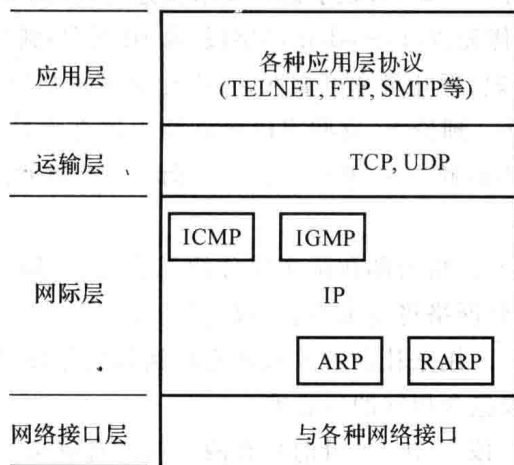 应用层
各种应用层协议
(TELNET, FTP, SMTP等)
运输层
TCP, UDP
ICMP
IGMP
网际层
IP
ARP
RARP
网络接口层
与各种网络接口